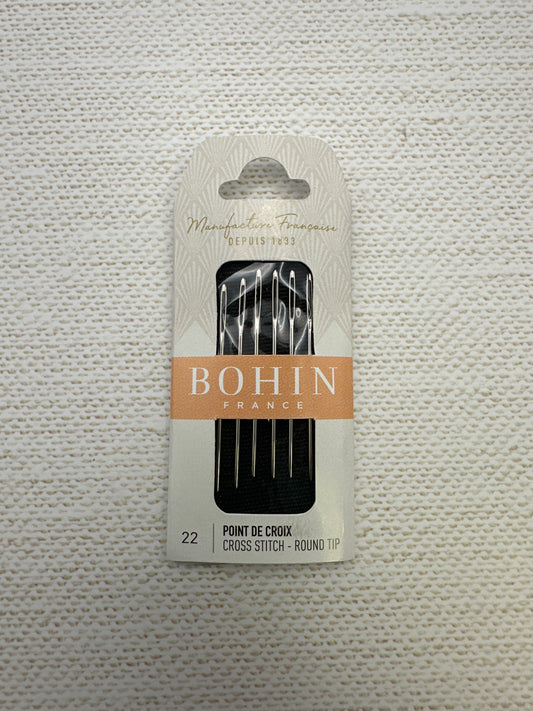 Manufacture Française
DEPUIS 1833
BOHIN
FRANCE
22
POINT DE CROIX
CROSS STITCH - ROUND TIP